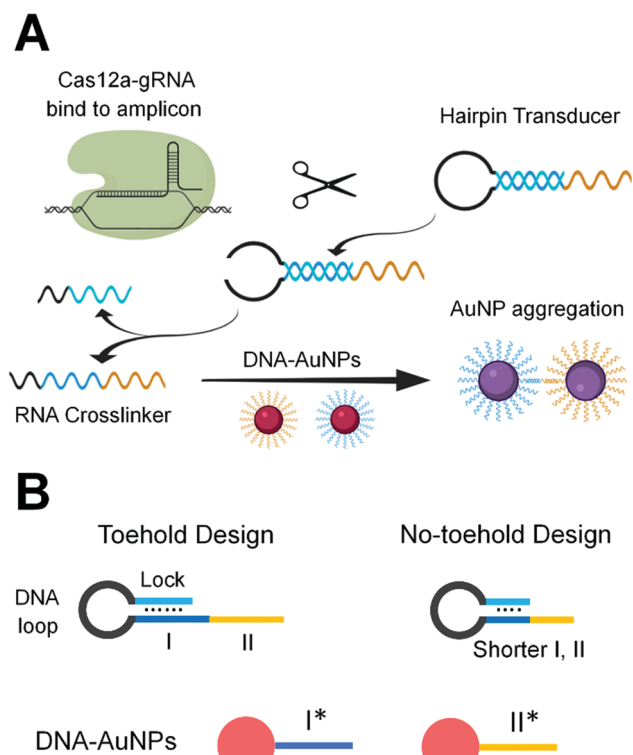 A
Cas12a-gRNA
bind to amplicon
Hairpin Transducer
AuNP aggregation
DNA-AuNPs
RNA Crosslinker
B
Toehold Design
No-toehold Design
Lock
DNA
loop
I
II
Shorter I, II
I*
II*
DNA-AuNPs